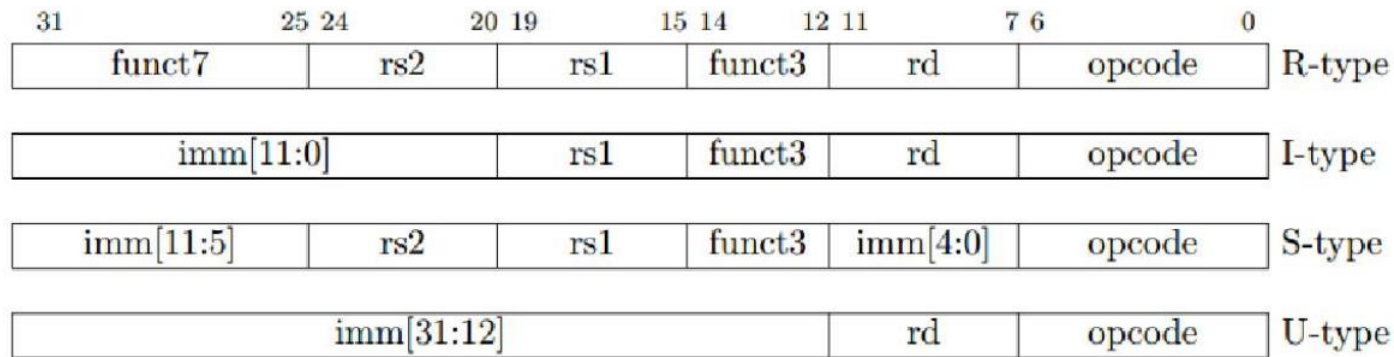 31 25 24 20 19 15 14 12 11 7 6 0
funct7 rs2 rs1 funct3 rd opcode R-type
imm[11:0] rs1 funct3 rd opcode I-type
imm[11:5] rs2 rs1 funct3 imm[4:0] opcode S-type
imm[31:12] rd opcode U-type